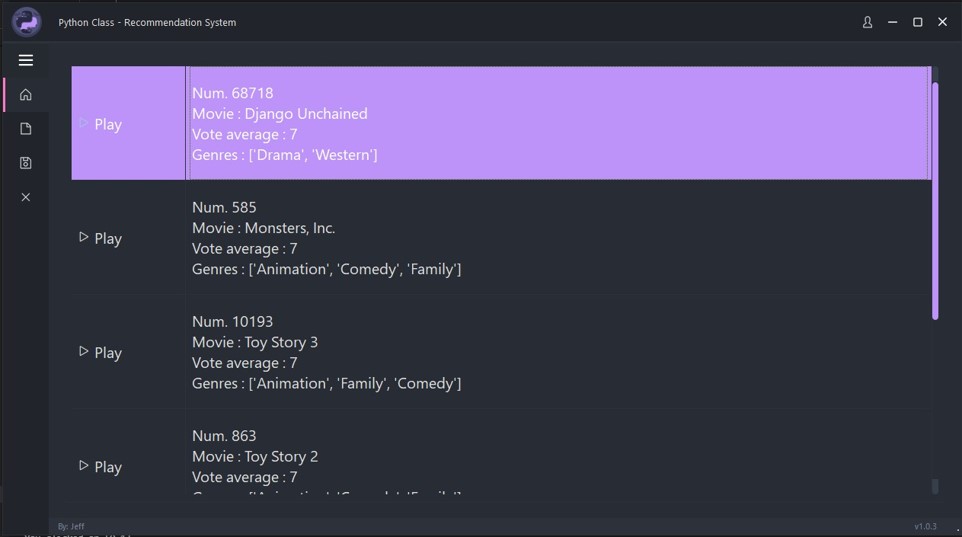 Python Class - Recommendation System
Play
Num. 68718
Movie : Django Unchained
Vote average : 7
Genres : ['Drama', 'Western']
Play
Num. 585
Movie : Monsters, Inc.
Vote average : 7
Genres : ['Animation', 'Comedy', 'Family']
Play
Num. 10193
Movie : Toy Story 3
Vote average : 7
Genres : ['Animation', 'Family', 'Comedy']
Play
Num. 863
Movie : Toy Story 2
Vote average : 7
By: Jeff
v1.0.3